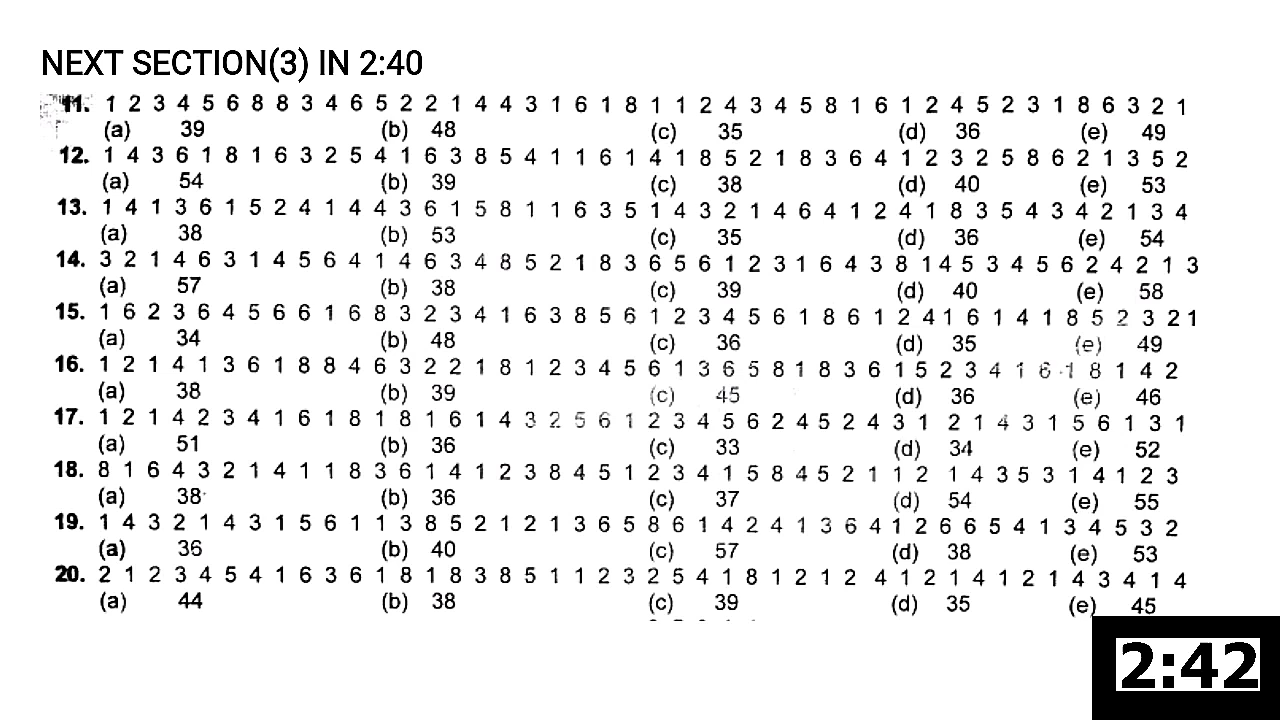 NEXT SECTION(3) IN 2:40
11. 1 2 3 4 5 6 8 8 3 4 6 5 2 2 1 4 4 3 1 6 1 8 1 1 2 4 3 4 5 8 1 6 1 2 4 5 2 3 1 8 6 3 2 1
(a) 39 (b) 48 (c) 35 (d) 36 (e) 49
12. 1 4 3 6 1 8 1 6 3 2 5 4 1 6 3 8 5 4 1 1 6 1 4 1 8 5 2 1 8 3 6 4 1 2 3 2 5 8 6 2 1 3 5 2
(a) 54 (b) 39 (c) 38 (d) 40 (e) 53
13. 1 4 1 3 6 1 5 2 4 1 4 4 3 6 1 5 8 1 1 6 3 5 1 4 3 2 1 4 6 4 1 2 4 1 8 3 5 4 3 4 2 1 3 4
(a) 38 (b) 53 (c) 35 (d) 36 (e) 54
14. 3 2 1 4 6 3 1 4 5 6 4 1 4 6 3 4 8 5 2 1 8 3 6 5 6 1 2 3 1 6 4 3 8 1 4 5 3 4 5 6 2 4 2 1 3
(a) 57 (b) 38 (c) 39 (d) 40 (e) 58
15. 1 6 2 3 6 4 5 6 6 1 6 8 3 2 3 4 1 6 3 8 5 6 1 2 3 4 5 6 1 8 6 1 2 4 1 6 1 4 1 8 5 2 3 2 1
(a) 34 (b) 48 (c) 36 (d) 35 (e) 49
16. 1 2 1 4 1 3 6 1 8 8 4 6 3 2 2 1 8 1 2 3 4 5 6 1 3 6 5 8 1 8 3 6 1 5 2 3 4 1 6 1 8 1 4 2
(a) 38 (b) 39 (c) 45 (d) 36 (e) 46
17. 1 2 1 4 2 3 4 1 6 1 8 1 8 1 6 1 4 3 2 5 6 1 2 3 4 5 6 2 4 5 2 4 3 1 2 1 4 3 1 5 6 1 3 1
(a) 51 (b) 36 (c) 33 (d) 34 (e) 52
18. 8 1 6 4 3 2 1 4 1 1 8 3 6 1 4 1 2 3 8 4 5 1 2 3 4 1 5 8 4 5 2 1 1 2 1 4 3 5 3 1 4 1 2 3
(a) 38 (b) 36 (c) 37 (d) 54 (e) 55
19. 1 4 3 2 1 4 3 1 5 6 1 1 3 8 5 2 1 2 1 3 6 5 8 6 1 4 2 4 1 3 6 4 1 2 6 6 5 4 1 3 4 5 3 2
(a) 36 (b) 40 (c) 57 (d) 38 (e) 53
20. 2 1 2 3 4 5 4 1 6 3 6 1 8 1 8 3 8 5 1 1 2 3 2 5 4 1 8 1 2 1 2 4 1 2 1 4 1 2 1 4 3 4 1 4
(a) 44 (b) 38 (c) 39 (d) 35 (e) 45
2:42